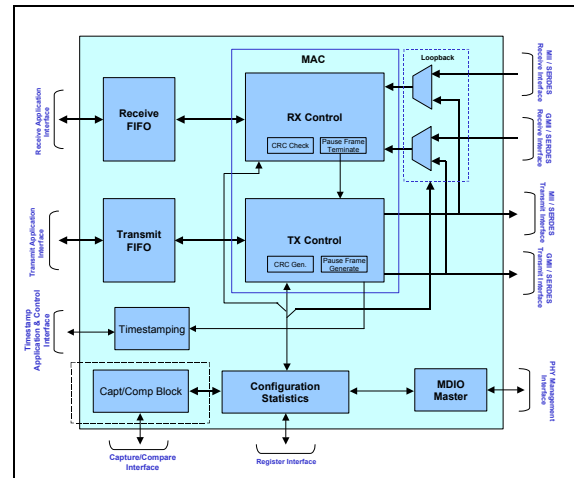 MAC
Loopback
MII / SERDES
Receive Interface
Receive Application
Interface
Receive
FIFO
RX Control
CRC Check
Pause Frame
Terminate
GMII / SERDES
Receive Interface
Transmit Application
Interface
Transmit
FIFO
TX Control
CRC Gen.
Pause Frame
Generate
MII / SERDES
Transmit Interface
GMII / SERDES
Transmit Interface
Timestamp
Application & Control
Interface
Timestamping
Capt/Comp Block
Configuration
Statistics
MDIO
Master
PHY Management
Interface
Capture/Compare
Interface
Register Interface